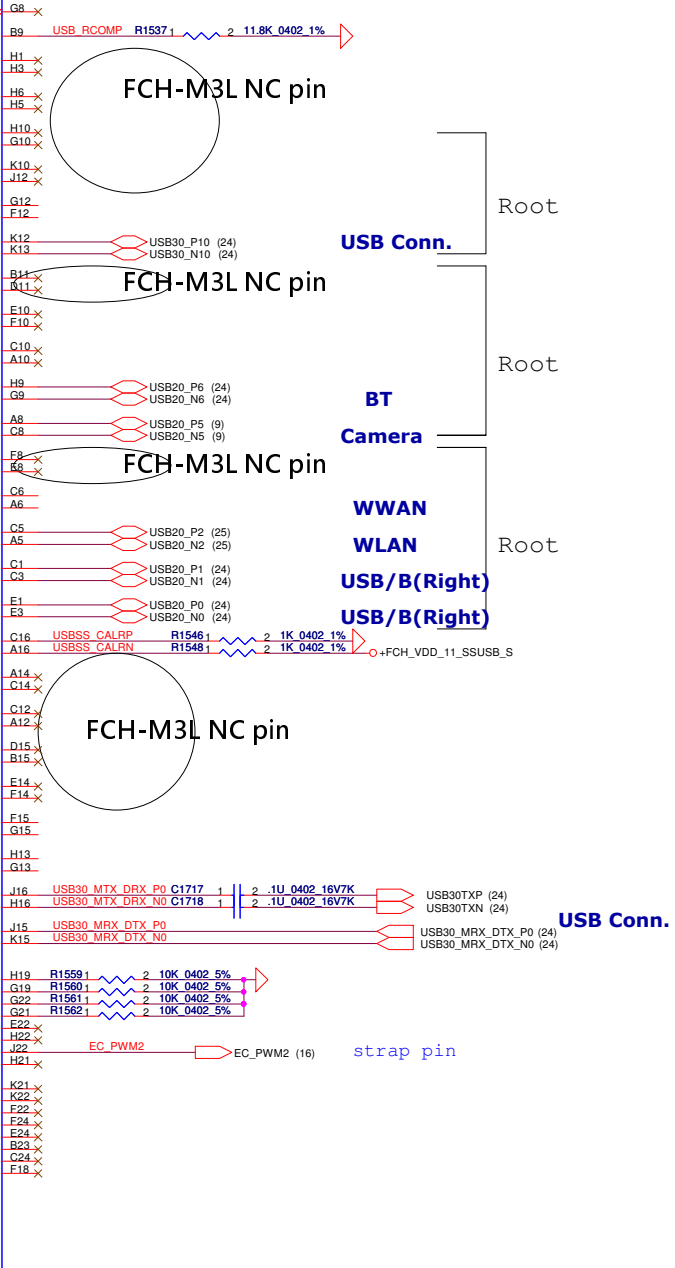 G8
B9 USB_RCOMP R1537 1 2 11.8K_0402_1%
H1
H3
FCH-M3L NC pin
H6
H5
H10
G10
K10
J12
G12
F12
Root
K12 USB30_P10 (24)
K13 USB30_N10 (24)
USB Conn.
B11
D11
FCH-M3L NC pin
E10
F10
C10
A10
Root
H9 USB20_P6 (24)
G9 USB20_N6 (24)
BT
A8 USB20_P5 (9)
C8 USB20_N5 (9)
Camera
F8
E8
FCH-M3L NC pin
C6
A6
WWAN
C5 USB20_P2 (25)
A5 USB20_N2 (25)
WLAN
Root
C1 USB20_P1 (24)
C3 USB20_N1 (24)
USB/B(Right)
E1 USB20_P0 (24)
E3 USB20_N0 (24)
USB/B(Right)
C16 USBSS_CALRP R1546 1 2 1K_0402_1%
A16 USBSS_CALRN R1548 1 2 1K_0402_1% +FCH_VDD_11_SSUSB_S
A14
C14
C12
A12
FCH-M3L NC pin
D15
B15
E14
F14
F15
G15
H13
G13
J16 USB30_MTX_DRX_P0 C1717 1 2 .1U_0402_16V7K USB30TXP (24)
H16 USB30_MTX_DRX_N0 C1718 1 2 .1U_0402_16V7K USB30TXN (24)
USB Conn.
J15 USB30_MRX_DTX_P0 USB30_MRX_DTX_P0 (24)
K15 USB30_MRX_DTX_N0 USB30_MRX_DTX_N0 (24)
H19 R1559 1 2 10K_0402_5%
G19 R1560 1 2 10K_0402_5%
G22 R1561 1 2 10K_0402_5%
G21 R1562 1 2 10K_0402_5%
E22
H22
J22 EC_PWM2 EC_PWM2 (16) strap pin
H21
K21
K22
F22
F24
E24
B23
C24
F18